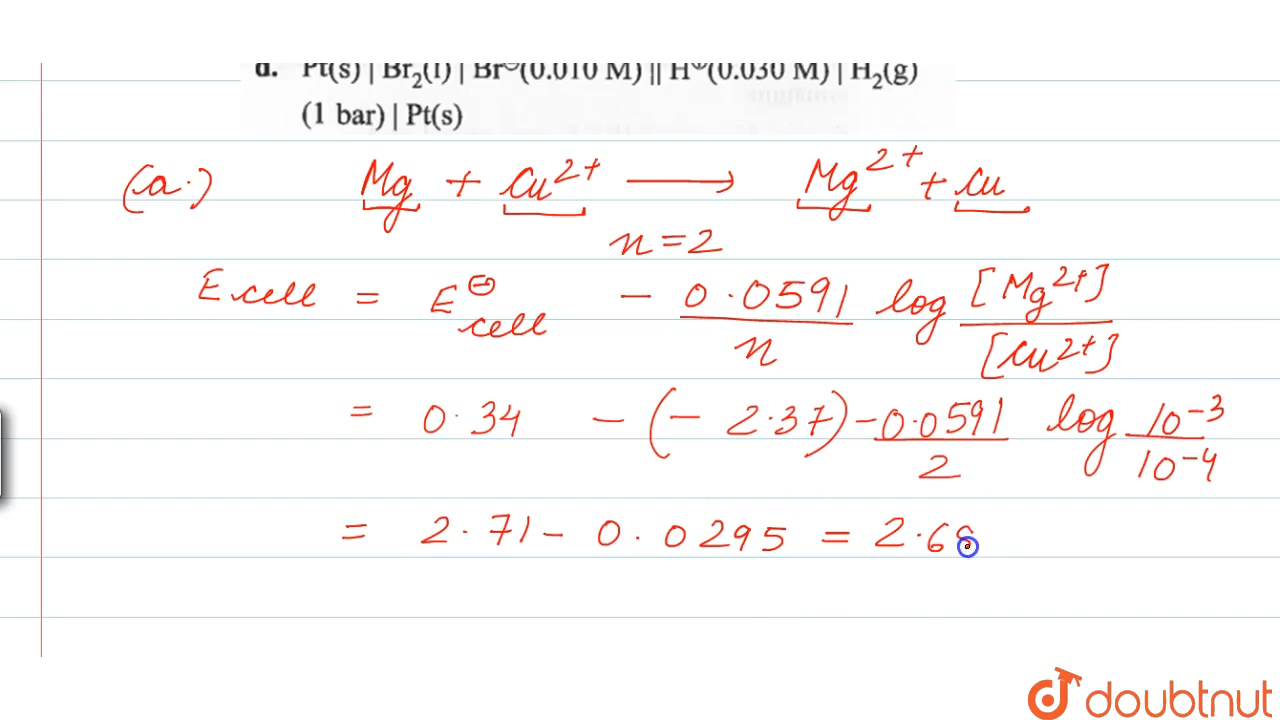 d. Pt(s) | Br₂(l) | Br⊖(0.010 M) || H⊕(0.030 M) | H₂(g)
(1 bar) | Pt(s)
(a.) Mg + Cu²⁺ ⟶ Mg²⁺ + Cu
n = 2
E cell = E⊖cell − 0.0591/n log [Mg²⁺]/[Cu²⁺]
= 0.34 − (− 2.37) − 0.0591/2 log 10⁻³/10⁻⁴
= 2.71 − 0.0295 = 2.68
doubtnut